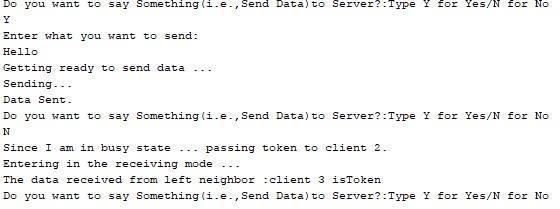 Do you want to say Something(i.e.,Send Data)to Server?:Type Y for Yes/N for No
Y
Enter what you want to send:
Hello
Getting ready to send data ...
Sending...
Data Sent.
Do you want to say Something(i.e.,Send Data)to Server?:Type Y for Yes/N for No
N
Since I am in busy state ... passing token to client 2.
Entering in the receiving mode ...
The data received from left neighbor :client 3 isToken
Do you want to say Something(i.e.,Send Data)to Server?:Type Y for Yes/N for No